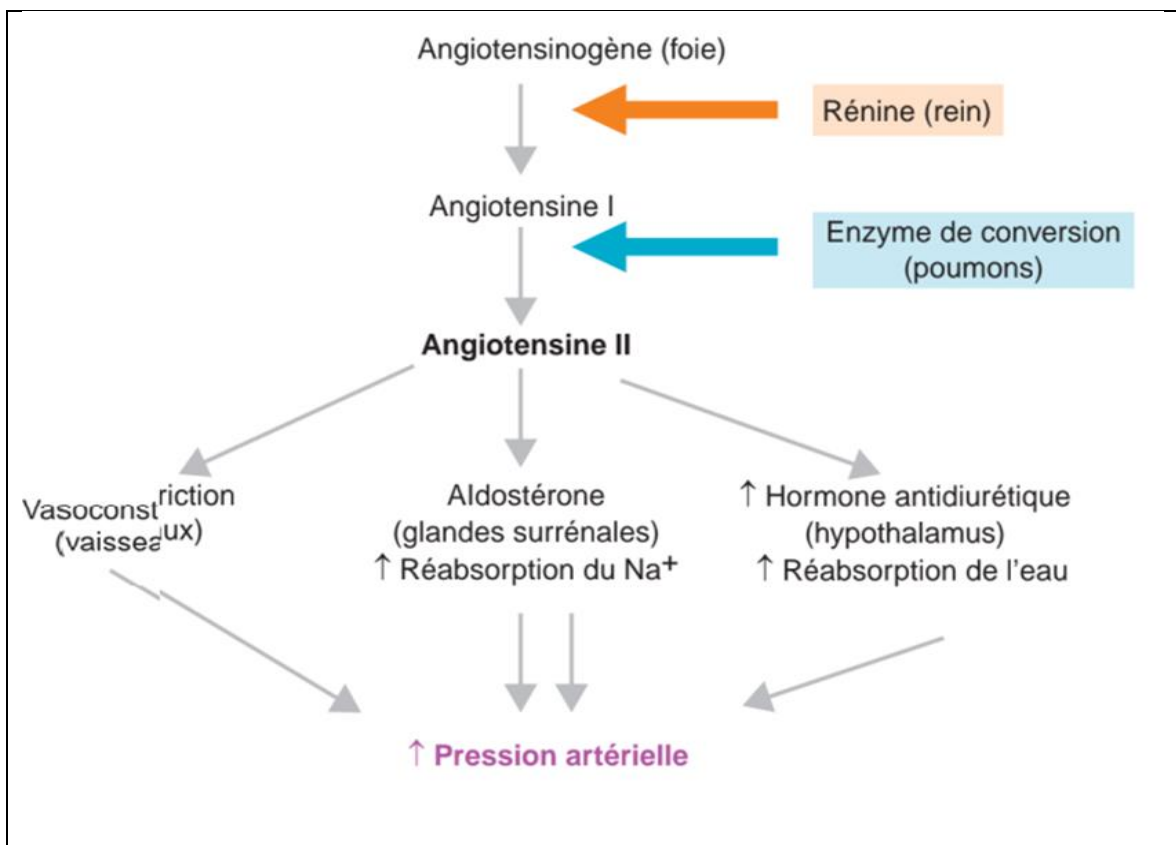 Angiotensinogène (foie)
Rénine (rein)
Angiotensine I
Enzyme de conversion
(poumons)
Angiotensine II
Vasoconstriction
(vaisseaux)
Aldostérone
(glandes surrénales)
↑ Réabsorption du Na+
↑ Hormone antidiurétique
(hypothalamus)
↑ Réabsorption de l'eau
↑ Pression artérielle